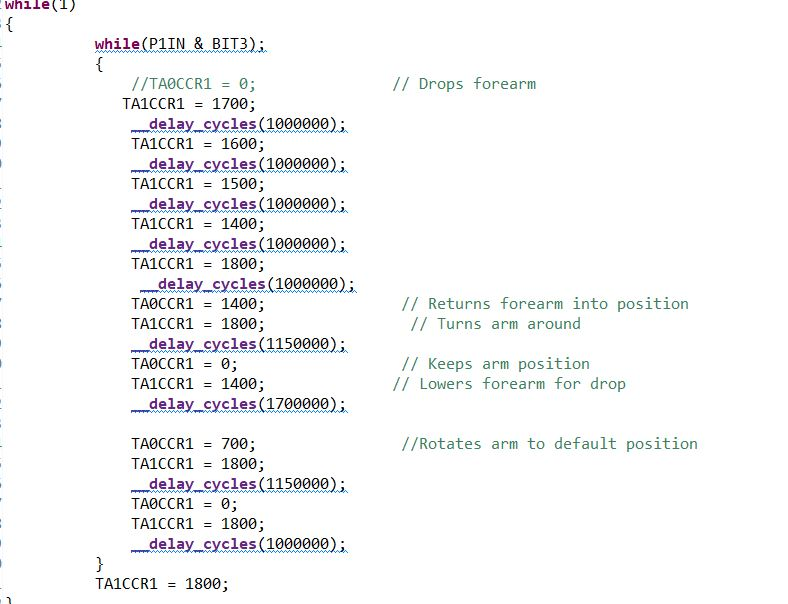 while(1)
{
while(P1IN & BIT3);
{
//TA0CCR1 = 0; // Drops forearm
TA1CCR1 = 1700;
__delay_cycles(1000000);
TA1CCR1 = 1600;
__delay_cycles(1000000);
TA1CCR1 = 1500;
__delay_cycles(1000000);
TA1CCR1 = 1400;
__delay_cycles(1000000);
TA1CCR1 = 1800;
__delay_cycles(1000000);
TA0CCR1 = 1400; // Returns forearm into position
TA1CCR1 = 1800; // Turns arm around
__delay_cycles(1150000);
TA0CCR1 = 0; // Keeps arm position
TA1CCR1 = 1400; // Lowers forearm for drop
__delay_cycles(1700000);
TA0CCR1 = 700; //Rotates arm to default position
TA1CCR1 = 1800;
__delay_cycles(1150000);
TA0CCR1 = 0;
TA1CCR1 = 1800;
__delay_cycles(1000000);
}
TA1CCR1 = 1800;
}